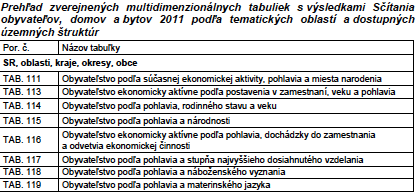 Prehľad zverejnených multidimenzionálnych tabuliek s výsledkami Sčítania
obyvateľov, domov a bytov 2011 podľa tematických oblastí a dostupných
územných štruktúr
Por. č. Názov tabuľky
SR, oblasti, kraje, okresy, obce
TAB. 111 Obyvateľstvo podľa súčasnej ekonomickej aktivity, pohlavia a miesta narodenia
TAB. 113 Obyvateľstvo ekonomicky aktívne podľa postavenia v zamestnaní, veku a pohlavia
TAB. 114 Obyvateľstvo podľa pohlavia, rodinného stavu a veku
TAB. 115 Obyvateľstvo podľa pohlavia a národnosti
TAB. 116 Obyvateľstvo ekonomicky aktívne podľa pohlavia, dochádzky do zamestnania
a odvetvia ekonomickej činnosti
TAB. 117 Obyvateľstvo podľa pohlavia a stupňa najvyššieho dosiahnutého vzdelania
TAB. 118 Obyvateľstvo podľa pohlavia a náboženského vyznania
TAB. 119 Obyvateľstvo podľa pohlavia a materinského jazyka